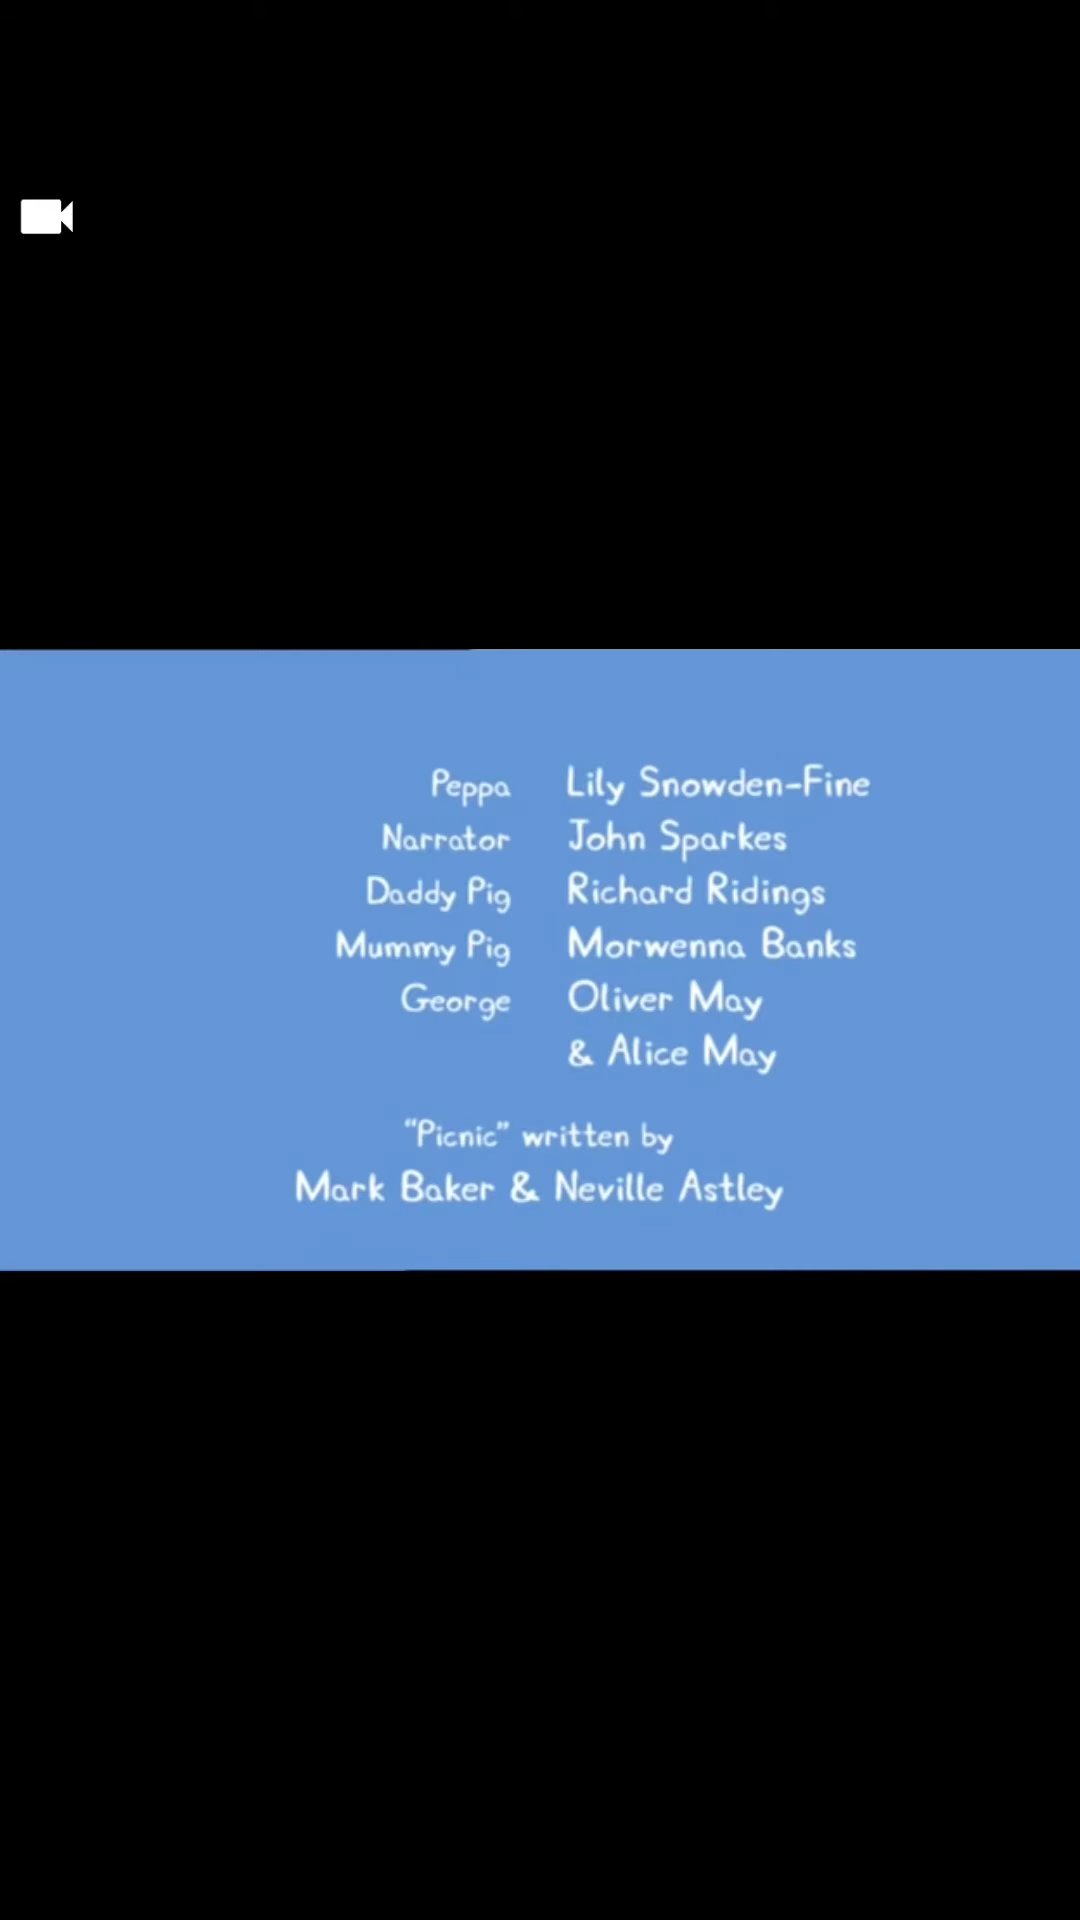 Peppa Lily Snowden-Fine
Narrator John Sparkes
Daddy Pig Richard Ridings
Mummy Pig Morwenna Banks
George Oliver May
& Alice May
“Picnic” written by
Mark Baker & Neville Astley